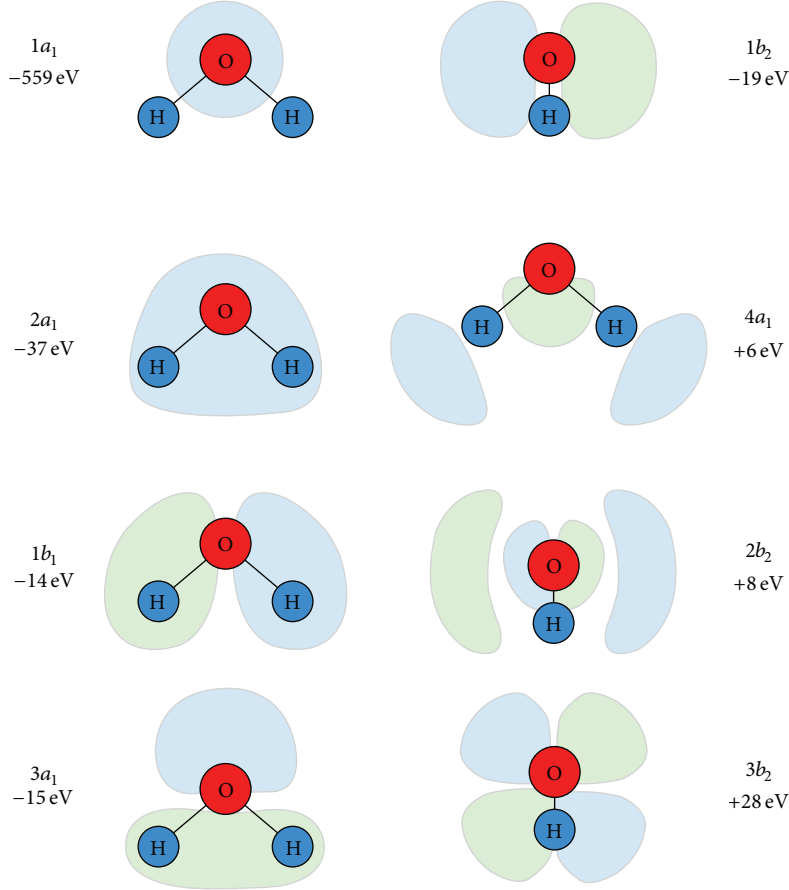 1a₁
−559 eV
O
H
H
O
H
1b₂
−19 eV
2a₁
−37 eV
O
H
H
O
H
H
4a₁
+6 eV
1b₁
−14 eV
O
H
H
O
H
2b₂
+8 eV
3a₁
−15 eV
O
H
H
O
H
3b₂
+28 eV